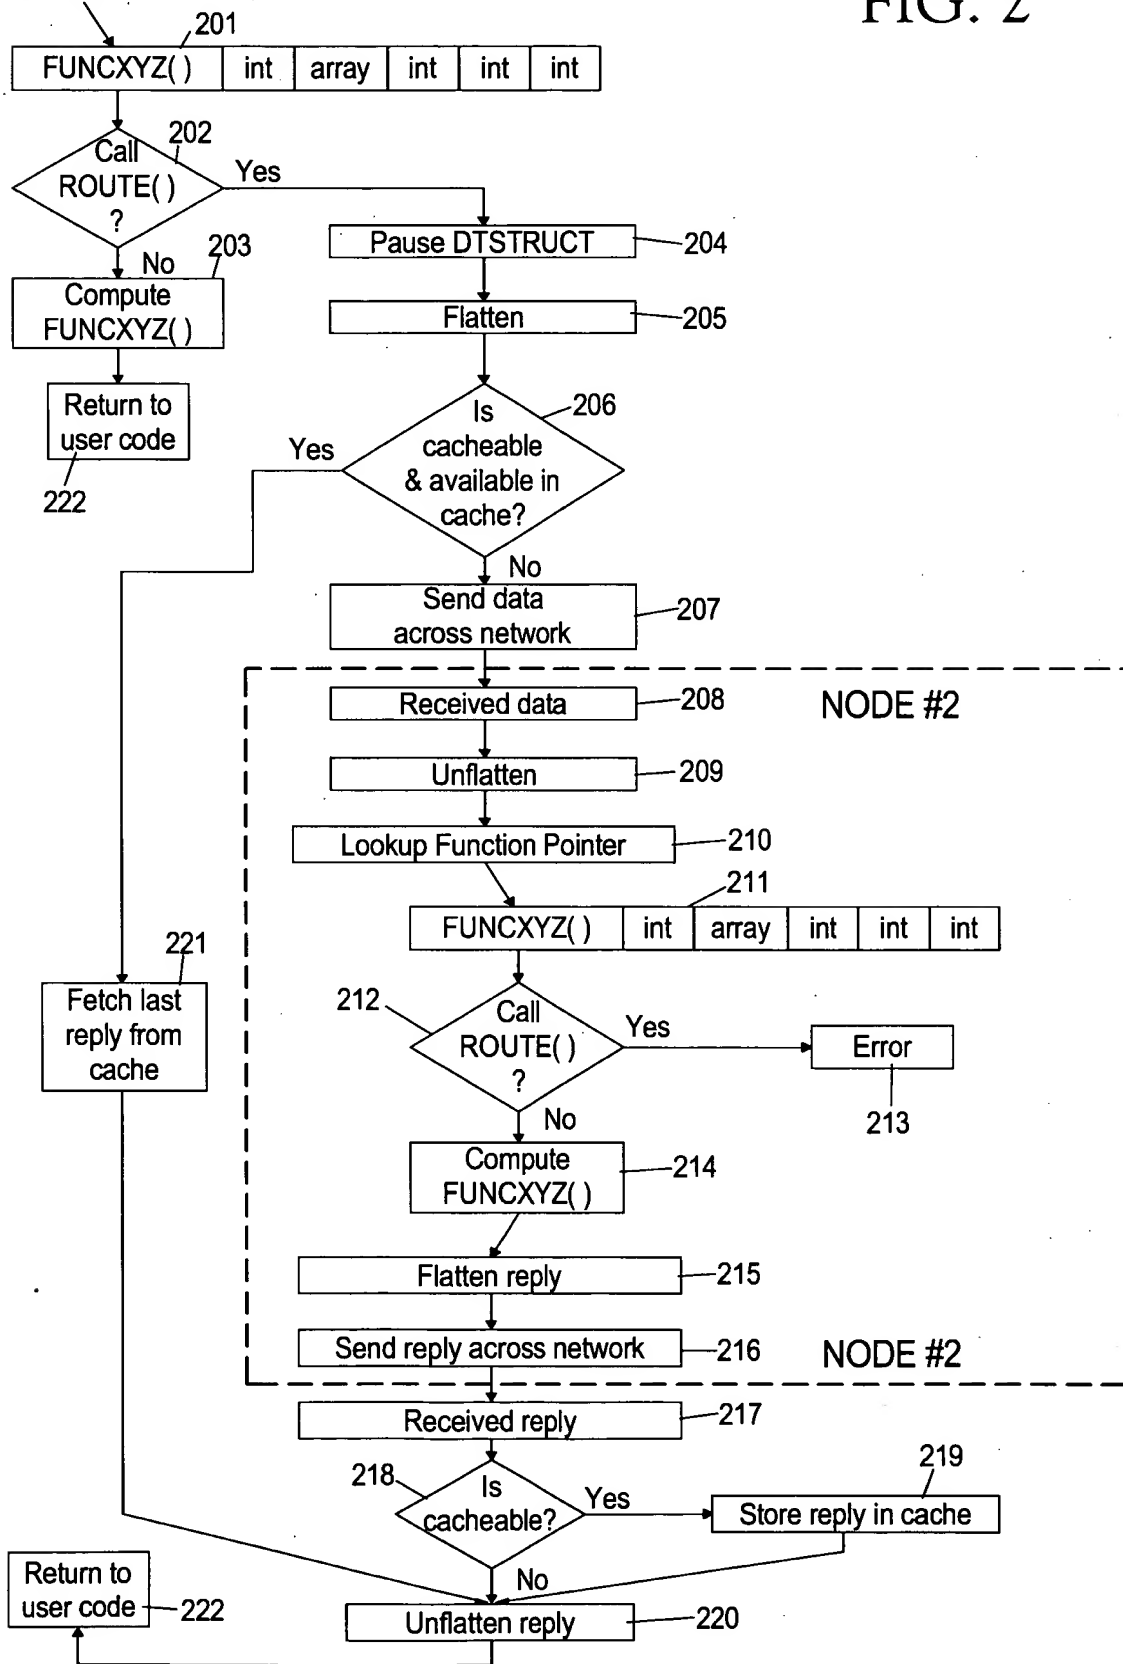 FIG. 2
201
FUNCXYZ( ) int array int int int
202
Call
ROUTE( )
?
Yes
No
203
Compute
FUNCXYZ( )
Return to
user code
222
Pause DTSTRUCT
204
Flatten
205
206
Is
cacheable
& available in
cache?
Yes
No
Send data
across network
207
NODE #2
Received data
208
Unflatten
209
Lookup Function Pointer
210
211
FUNCXYZ( ) int array int int int
212
Call
ROUTE( )
?
Yes
Error
213
No
Compute
FUNCXYZ( )
214
221
Fetch last
reply from
cache
Flatten reply
215
Send reply across network
216
NODE #2
Received reply
217
218
Is
cacheable?
Yes
219
Store reply in cache
No
Unflatten reply
220
Return to
user code
222